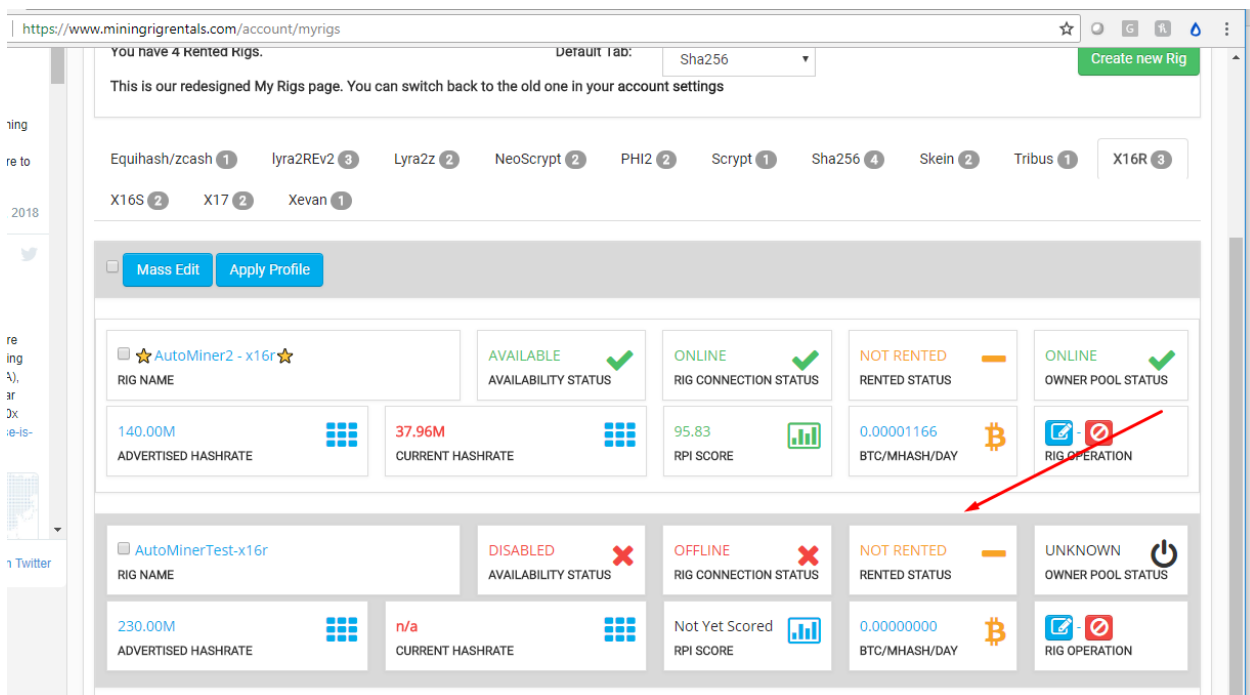 https://www.miningrigrentals.com/account/myrigs
You have 4 Rented Rigs.
Default Tab:
Sha256
Create new Rig
This is our redesigned My Rigs page. You can switch back to the old one in your account settings
re to
2018
Equihash/zcash 1 lyra2REv2 3 Lyra2z 2 NeoScrypt 2 PHI2 2 Scrypt 1 Sha256 4 Skein 2 Tribus 1 X16R 3
X16S 2 X17 2 Xevan 1
Mass Edit Apply Profile
AutoMiner2 - x16r
RIG NAME
AVAILABLE
AVAILABILITY STATUS
ONLINE
RIG CONNECTION STATUS
NOT RENTED
RENTED STATUS
ONLINE
OWNER POOL STATUS
140.00M
ADVERTISED HASHRATE
37.96M
CURRENT HASHRATE
95.83
RPI SCORE
0.00001166
BTC/MHASH/DAY
-
RIG OPERATION
AutoMinerTest-x16r
RIG NAME
DISABLED
AVAILABILITY STATUS
OFFLINE
RIG CONNECTION STATUS
NOT RENTED
RENTED STATUS
UNKNOWN
OWNER POOL STATUS
230.00M
ADVERTISED HASHRATE
n/a
CURRENT HASHRATE
Not Yet Scored
RPI SCORE
0.00000000
BTC/MHASH/DAY
-
RIG OPERATION
Twitter